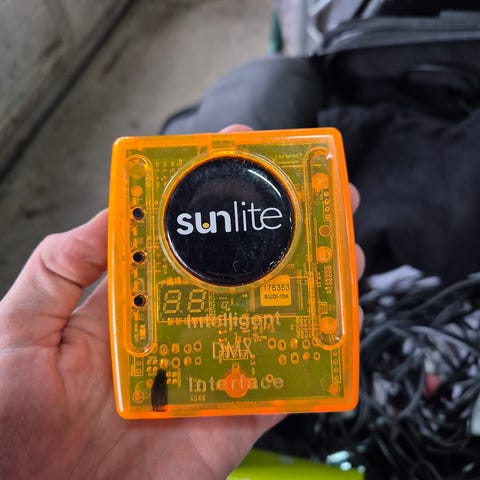 sunlite
175353
SUDI-10A
Intelligent
DMX
Interface